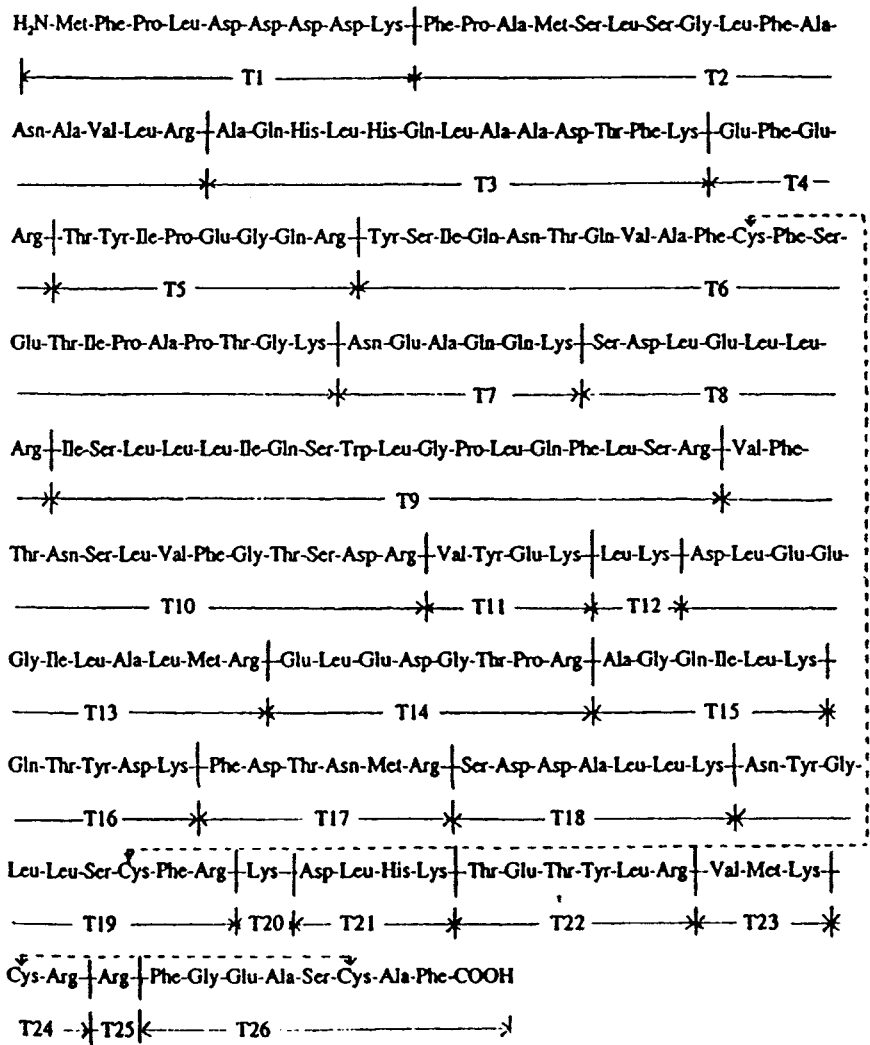 H₂N-Met-Phe-Pro-Leu-Asp-Asp-Asp-Asp-Lys-Phe-Pro-Ala-Met-Ser-Leu-Ser-Gly-Leu-Phe-Ala-
T1 T2
Asn-Ala-Val-Leu-Arg-Ala-Gln-His-Leu-His-Gln-Leu-Ala-Ala-Asp-Thr-Phe-Lys-Glu-Phe-Glu-
T3 T4
Arg-Thr-Tyr-Ile-Pro-Glu-Gly-Gln-Arg-Tyr-Ser-Ile-Gln-Asn-Thr-Gln-Val-Ala-Phe-Cys-Phe-Ser-
T5 T6
Glu-Thr-Ile-Pro-Ala-Pro-Thr-Gly-Lys-Asn-Glu-Ala-Gln-Gln-Lys-Ser-Asp-Leu-Glu-Leu-Leu-
T7 T8
Arg-Ile-Ser-Leu-Leu-Leu-Ile-Gln-Ser-Trp-Leu-Gly-Pro-Leu-Gln-Phe-Leu-Ser-Arg-Val-Phe-
T9
Thr-Asn-Ser-Leu-Val-Phe-Gly-Thr-Ser-Asp-Arg-Val-Tyr-Glu-Lys-Leu-Lys-Asp-Leu-Glu-Glu-
T10 T11 T12
Gly-Ile-Leu-Ala-Leu-Met-Arg-Glu-Leu-Glu-Asp-Gly-Thr-Pro-Arg-Ala-Gly-Gln-Ile-Leu-Lys-
T13 T14 T15
Gln-Thr-Tyr-Asp-Lys-Phe-Asp-Thr-Asn-Met-Arg-Ser-Asp-Asp-Ala-Leu-Leu-Lys-Asn-Tyr-Gly-
T16 T17 T18
Leu-Leu-Ser-Cys-Phe-Arg-Lys-Asp-Leu-His-Lys-Thr-Glu-Thr-Tyr-Leu-Arg-Val-Met-Lys-
T19 T20 T21 T22 T23
Cys-Arg-Arg-Phe-Gly-Glu-Ala-Ser-Cys-Ala-Phe-COOH
T24 T25 T26